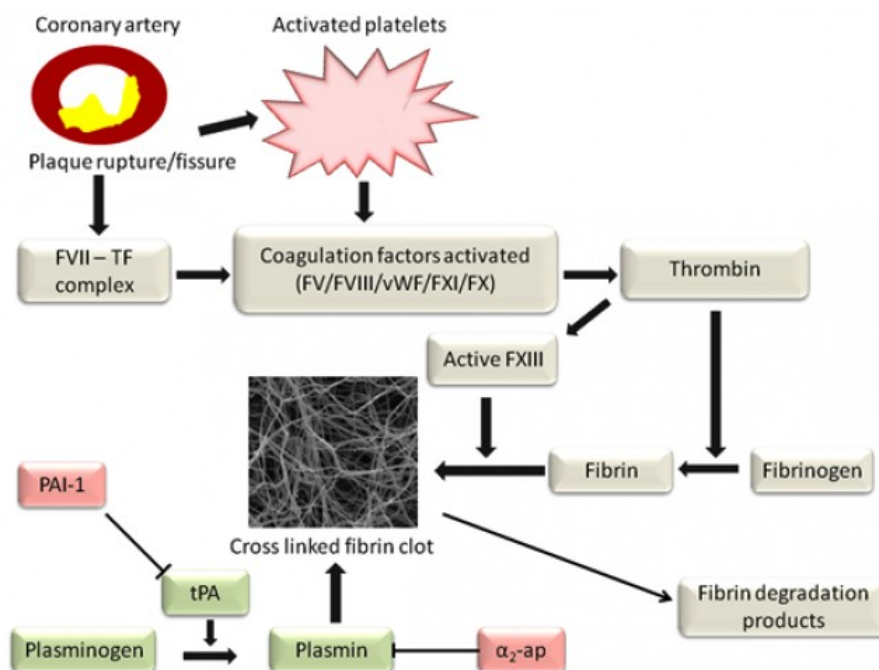 Coronary artery
Activated platelets
Plaque rupture/fissure
FVII – TF
complex
Coagulation factors activated
(FV/FVIII/vWF/FXI/FX)
Thrombin
Active FXIII
Fibrin
Fibrinogen
PAI-1
Cross linked fibrin clot
tPA
Fibrin degradation
products
Plasminogen
Plasmin
α₂-ap